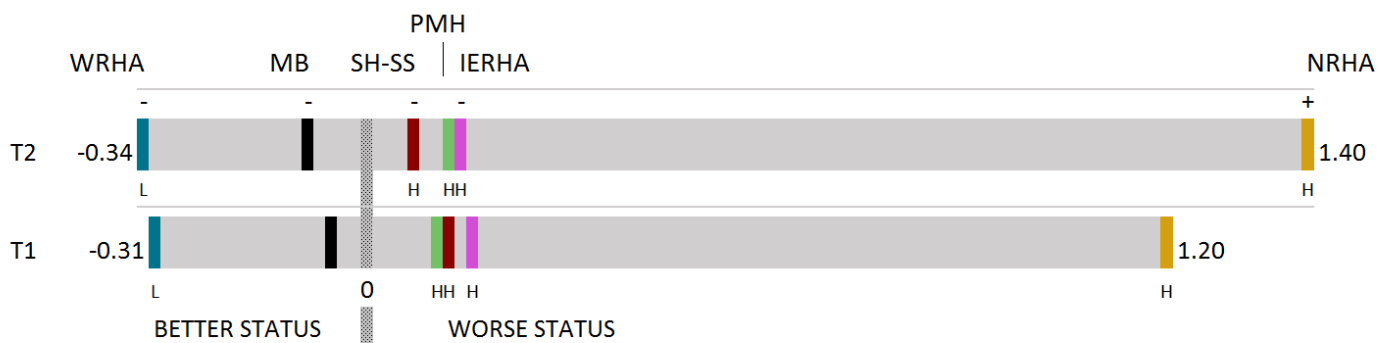 PMH
WRHA MB SH-SS IERHA NRHA
- - - - +
T2 -0.34 1.40
L H HH H
T1 -0.31 1.20
L 0 HH H H
BETTER STATUS WORSE STATUS